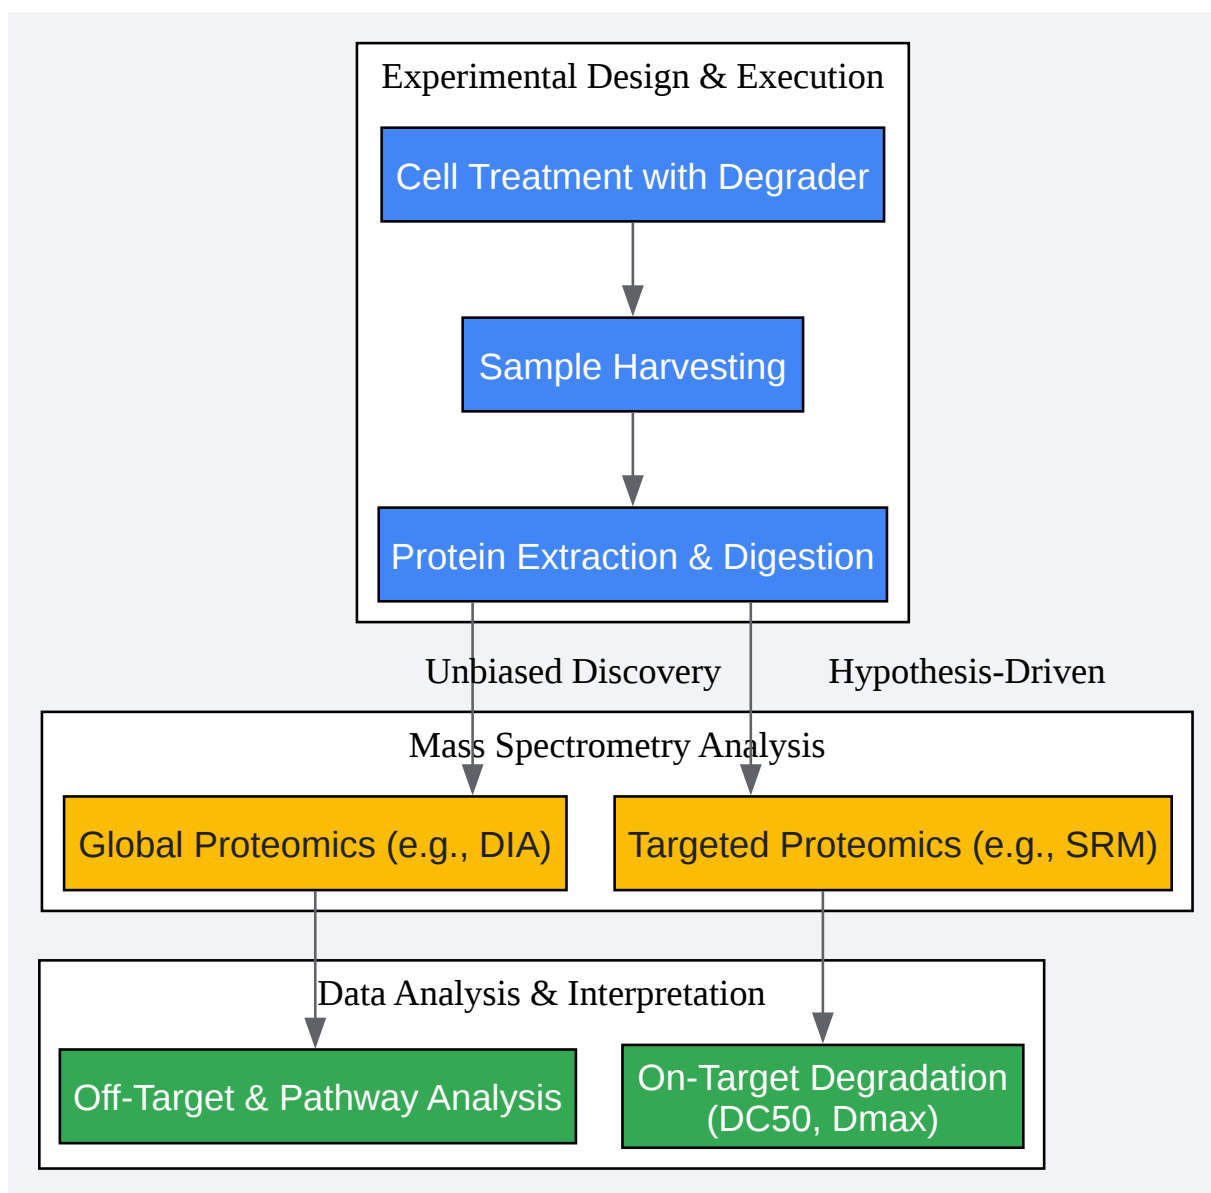 Experimental Design & Execution
Cell Treatment with Degrader
Sample Harvesting
Protein Extraction & Digestion
Unbiased Discovery
Hypothesis-Driven
Mass Spectrometry Analysis
Global Proteomics (e.g., DIA)
Targeted Proteomics (e.g., SRM)
Data Analysis & Interpretation
Off-Target & Pathway Analysis
On-Target Degradation
(DC50, Dmax)